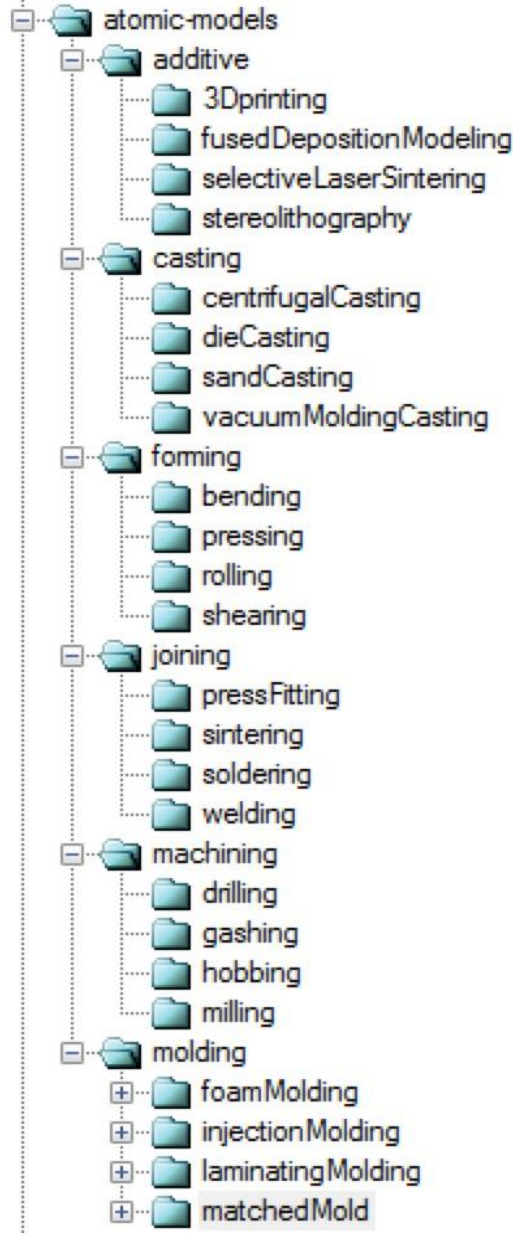 atomic-models
additive
3Dprinting
fusedDepositionModeling
selectiveLaserSintering
stereolithography
casting
centrifugalCasting
dieCasting
sandCasting
vacuumMoldingCasting
forming
bending
pressing
rolling
shearing
joining
pressFitting
sintering
soldering
welding
machining
drilling
gashing
hobbing
milling
molding
foamMolding
injectionMolding
laminatingMolding
matchedMold